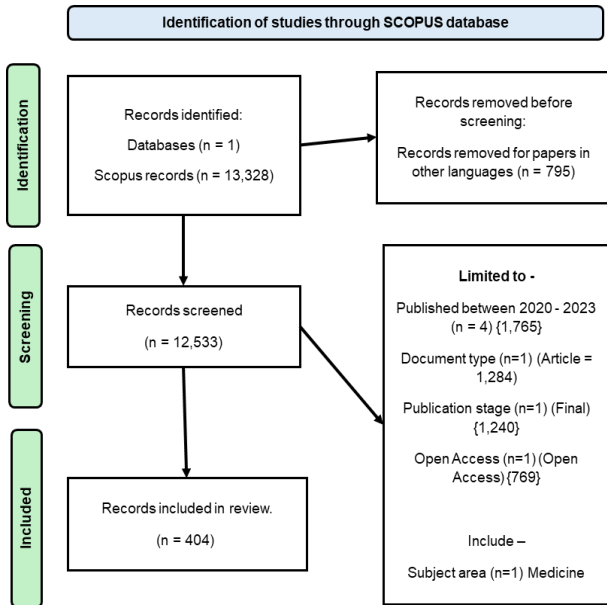 Identification of studies through SCOPUS database
Identification
Records identified:
Databases (n = 1)
Scopus records (n = 13,328)
Records removed before
screening:
Records removed for papers in
other languages (n = 795)
Screening
Records screened
(n = 12,533)
Limited to -
Published between 2020 - 2023
(n = 4) {1,765}
Document type (n=1) (Article =
1,284)
Publication stage (n=1) (Final)
{1,240}
Open Access (n=1) (Open
Access) {769}
Include –
Subject area (n=1) Medicine
Included
Records included in review.
(n = 404)